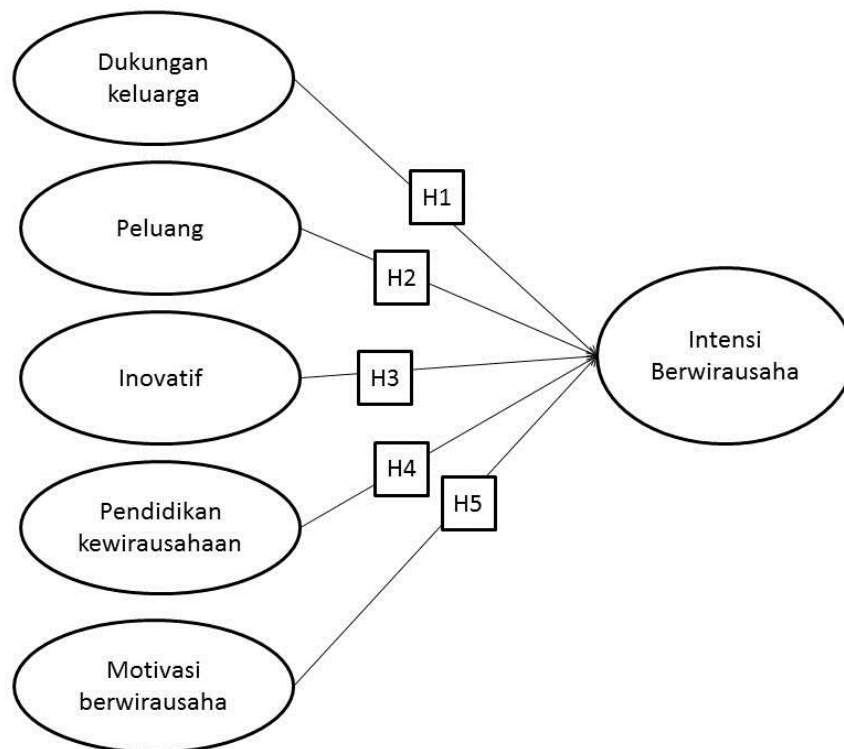 Dukungan
keluarga
H1
Peluang
H2
Inovatif
H3
Intensi
Berwirausaha
H4
Pendidikan
kewirausahaan
H5
Motivasi
berwirausaha